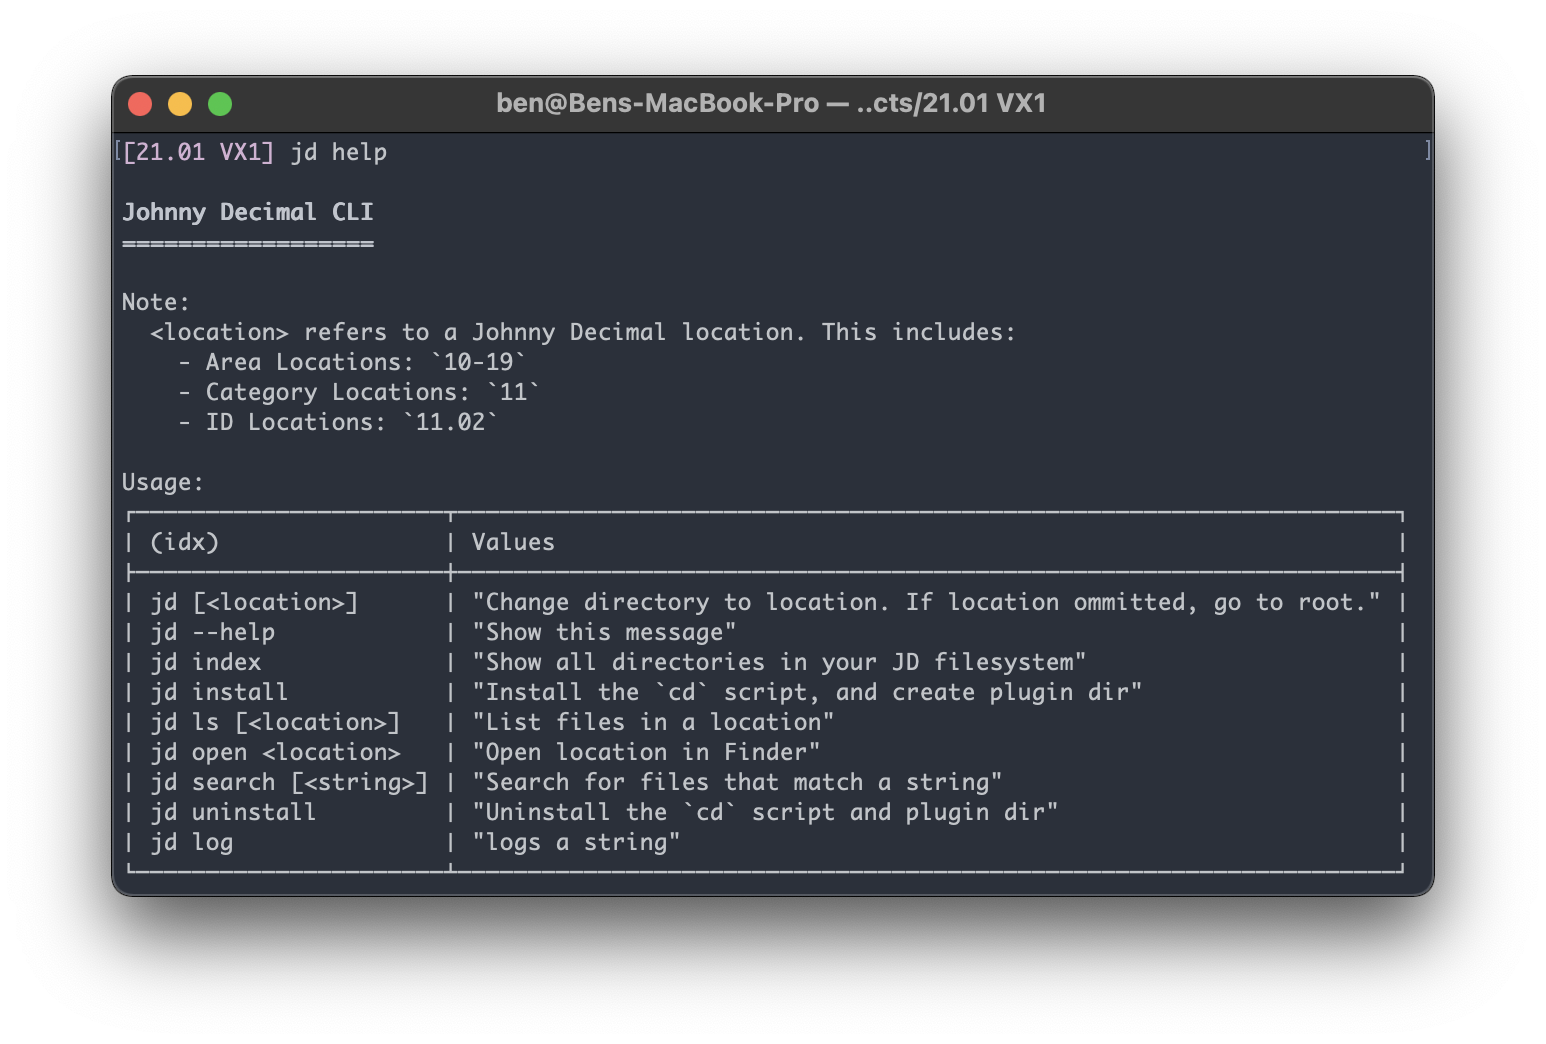 ben@Bens-MacBook-Pro — ..cts/21.01 VX1
[[21.01 VX1] jd help ]
Johnny Decimal CLI
==================
Note:
<location> refers to a Johnny Decimal location. This includes:
- Area Locations: `10-19`
- Category Locations: `11`
- ID Locations: `11.02`
Usage:
| (idx) | Values |
| jd [<location>] | "Change directory to location. If location ommitted, go to root." |
| jd --help | "Show this message" |
| jd index | "Show all directories in your JD filesystem" |
| jd install | "Install the `cd` script, and create plugin dir" |
| jd ls [<location>] | "List files in a location" |
| jd open <location> | "Open location in Finder" |
| jd search [<string>] | "Search for files that match a string" |
| jd uninstall | "Uninstall the `cd` script and plugin dir" |
| jd log | "logs a string" |